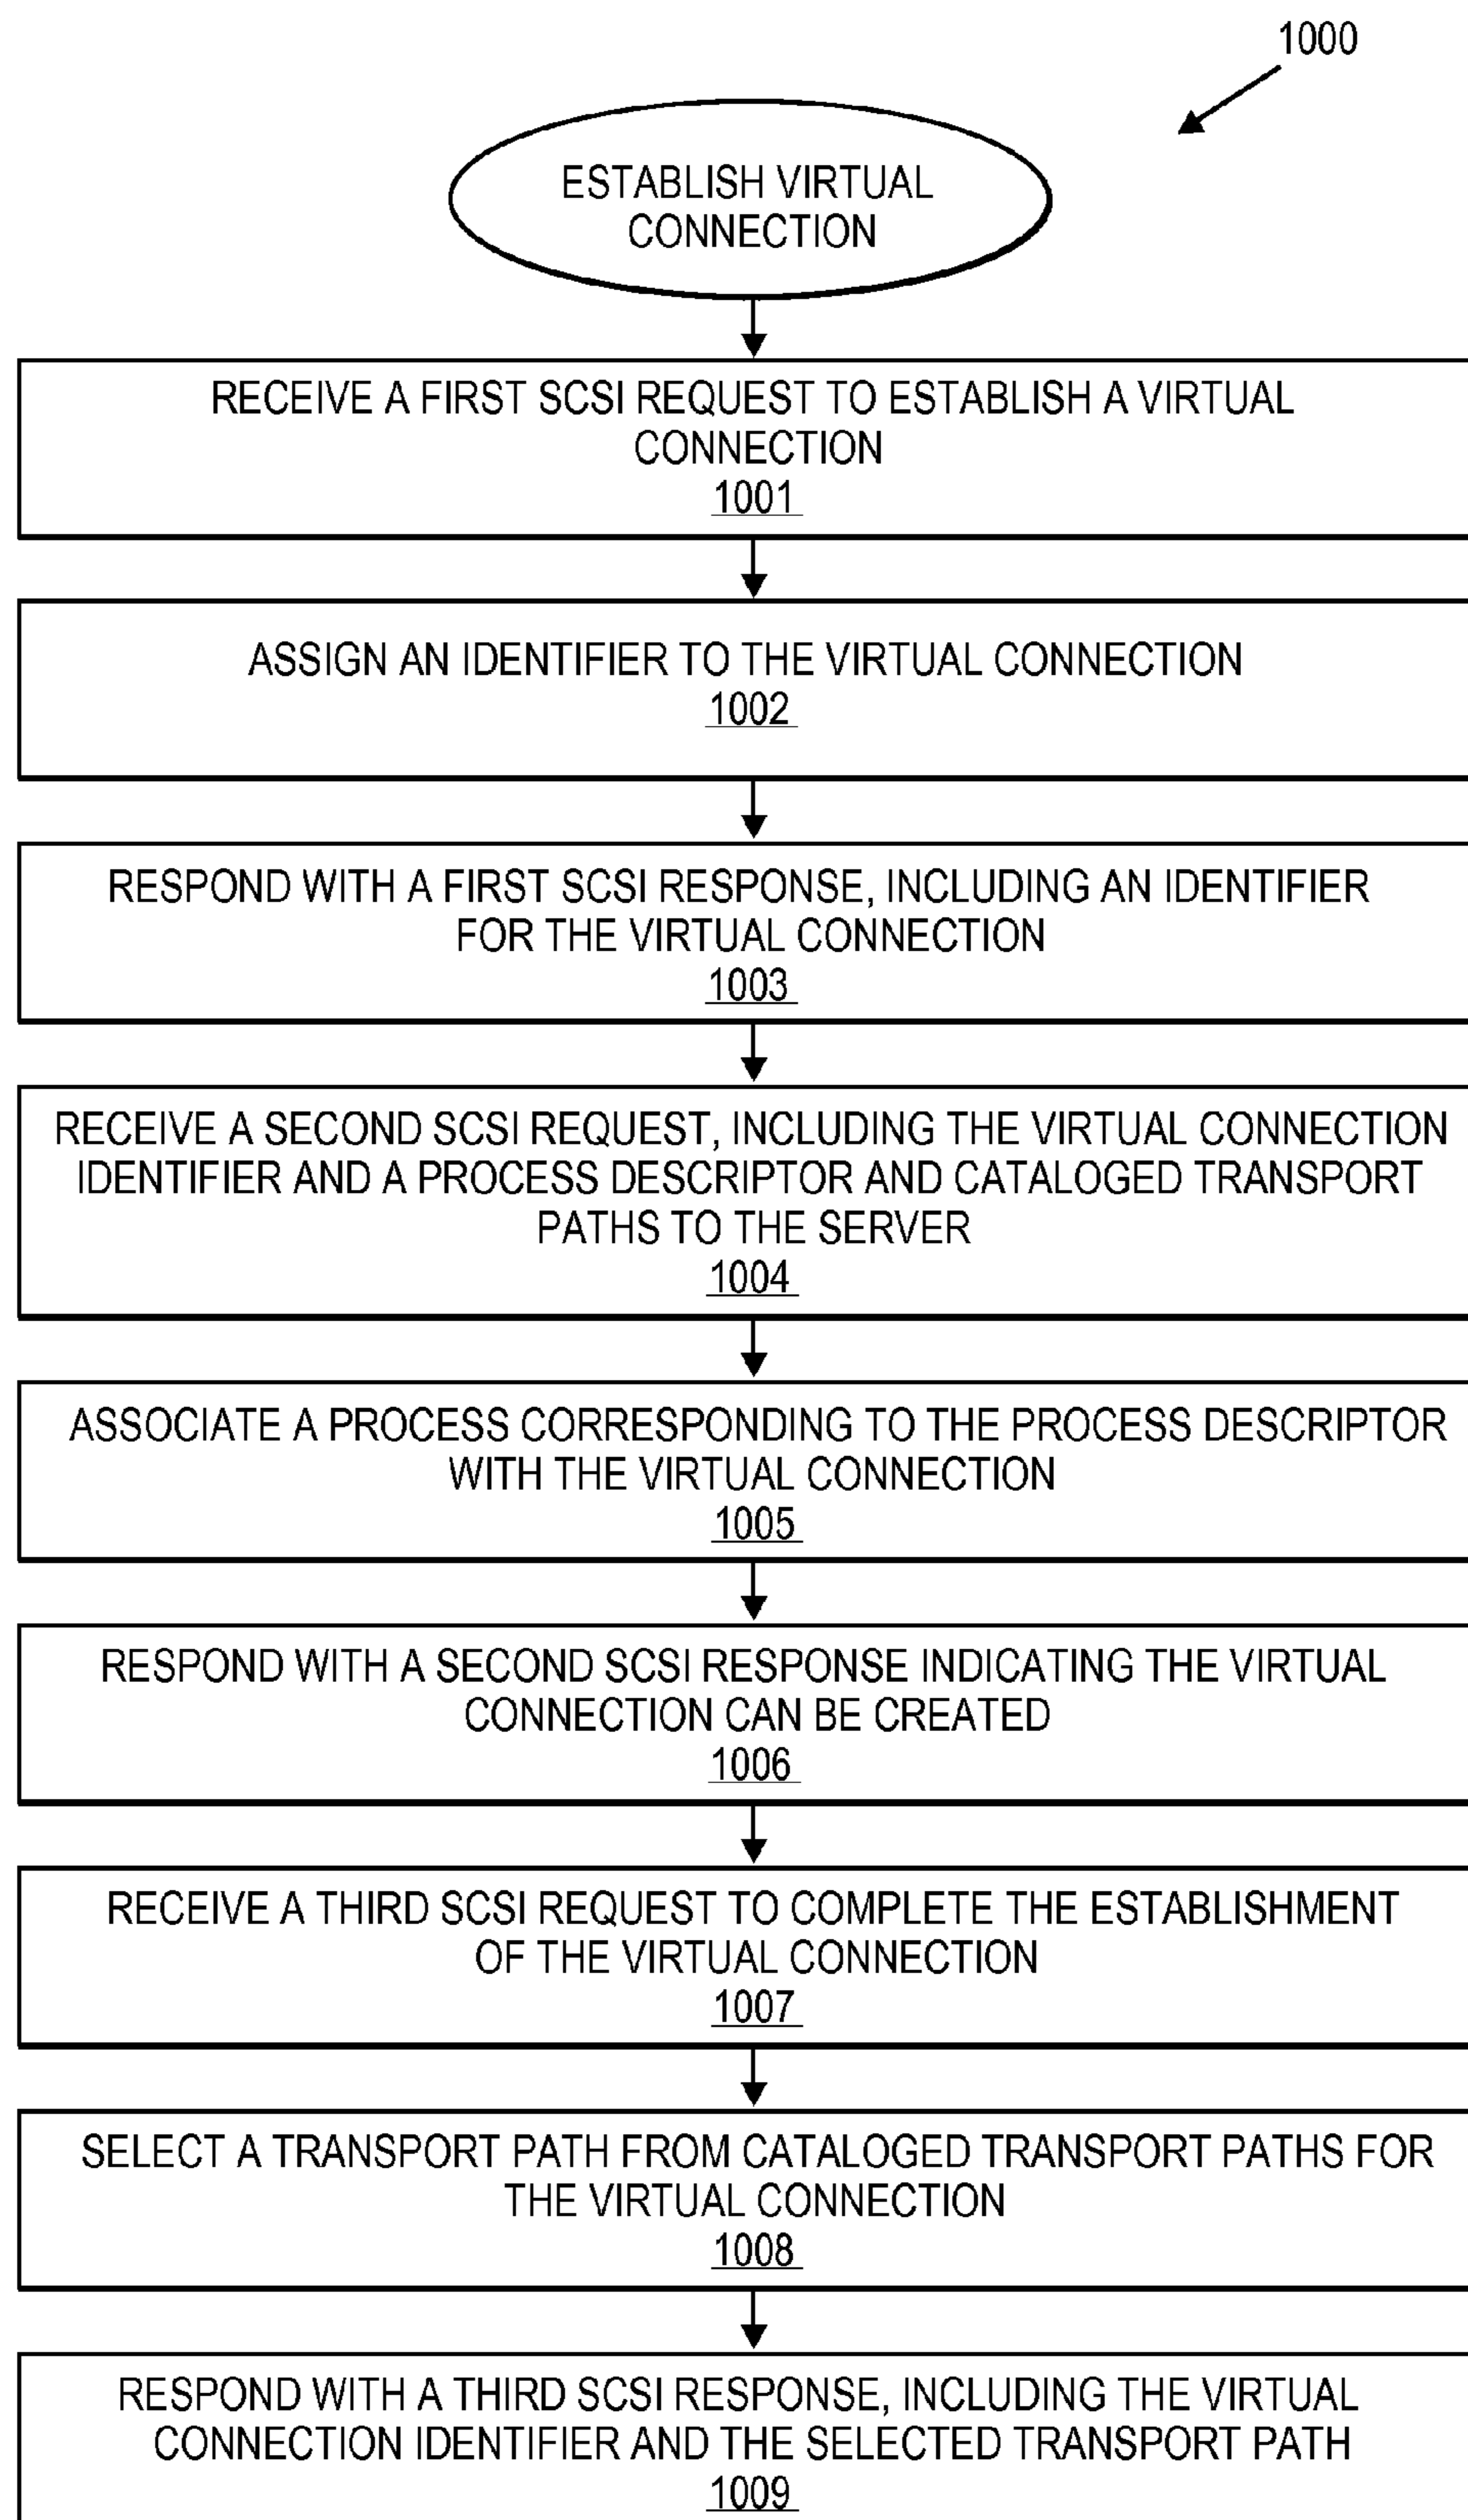 1000
ESTABLISH VIRTUAL
CONNECTION
RECEIVE A FIRST SCSI REQUEST TO ESTABLISH A VIRTUAL
CONNECTION
1001
ASSIGN AN IDENTIFIER TO THE VIRTUAL CONNECTION
1002
RESPOND WITH A FIRST SCSI RESPONSE, INCLUDING AN IDENTIFIER
FOR THE VIRTUAL CONNECTION
1003
RECEIVE A SECOND SCSI REQUEST, INCLUDING THE VIRTUAL CONNECTION
IDENTIFIER AND A PROCESS DESCRIPTOR AND CATALOGED TRANSPORT
PATHS TO THE SERVER
1004
ASSOCIATE A PROCESS CORRESPONDING TO THE PROCESS DESCRIPTOR
WITH THE VIRTUAL CONNECTION
1005
RESPOND WITH A SECOND SCSI RESPONSE INDICATING THE VIRTUAL
CONNECTION CAN BE CREATED
1006
RECEIVE A THIRD SCSI REQUEST TO COMPLETE THE ESTABLISHMENT
OF THE VIRTUAL CONNECTION
1007
SELECT A TRANSPORT PATH FROM CATALOGED TRANSPORT PATHS FOR
THE VIRTUAL CONNECTION
1008
RESPOND WITH A THIRD SCSI RESPONSE, INCLUDING THE VIRTUAL
CONNECTION IDENTIFIER AND THE SELECTED TRANSPORT PATH
1009